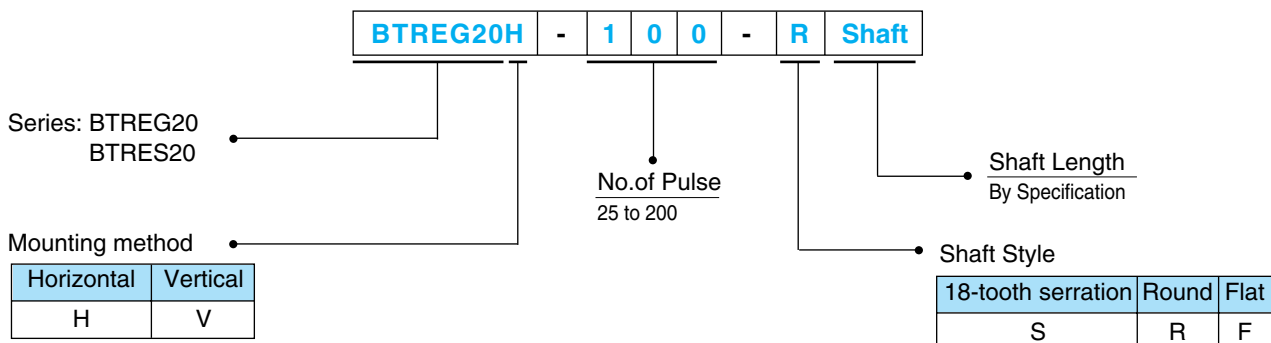 BTREG20H - 1 0 0 - R Shaft
Series: BTREG20
BTRES20
No.of Pulse
25 to 200
Shaft Length
By Specification
Mounting method
Horizontal Vertical
H V
Shaft Style
18-tooth serration Round Flat
S R F